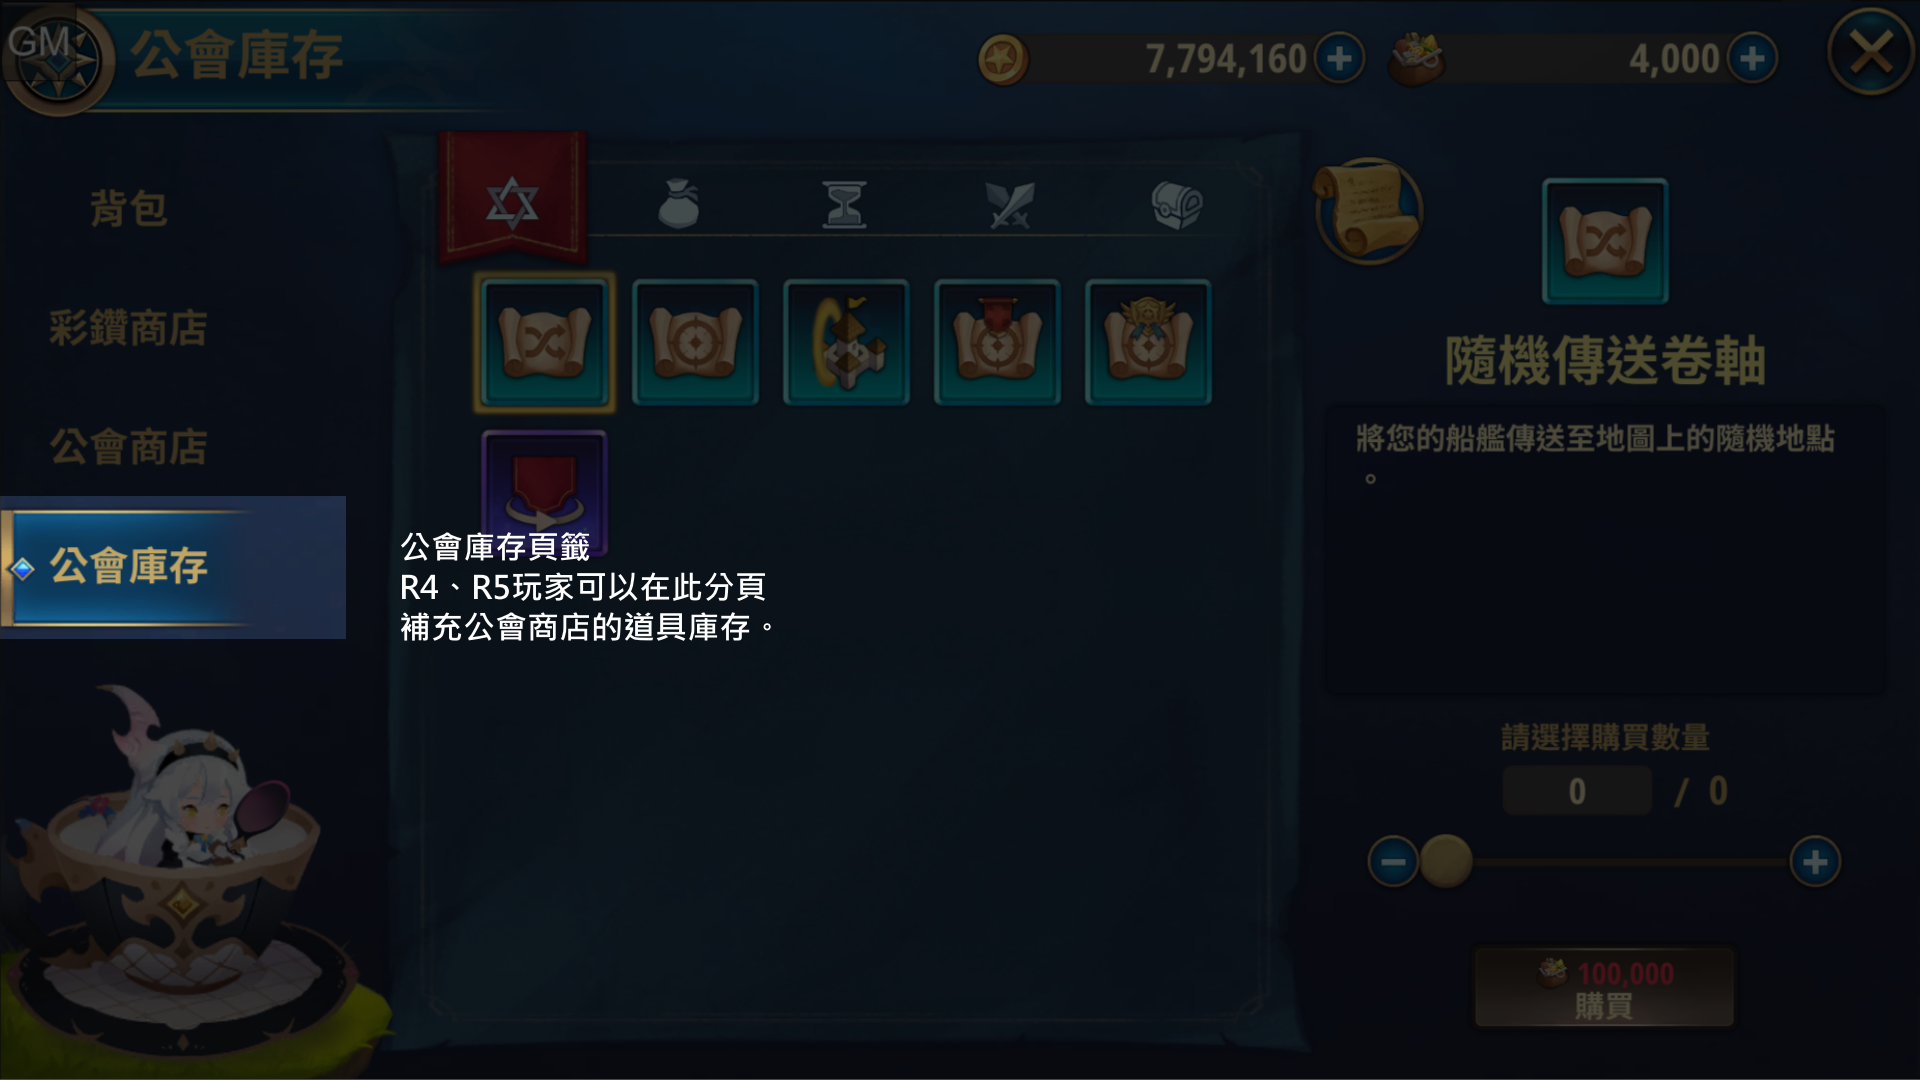 GM
公會庫存
7,794,160
4,000
背包
彩鑽商店
公會商店
公會庫存
公會庫存頁籤
R4、R5玩家可以在此分頁
補充公會商店的道具庫存。
隨機傳送卷軸
將您的船艦傳送至地圖上的隨機地點
。
請選擇購買數量
0 / 0
100,000
購買